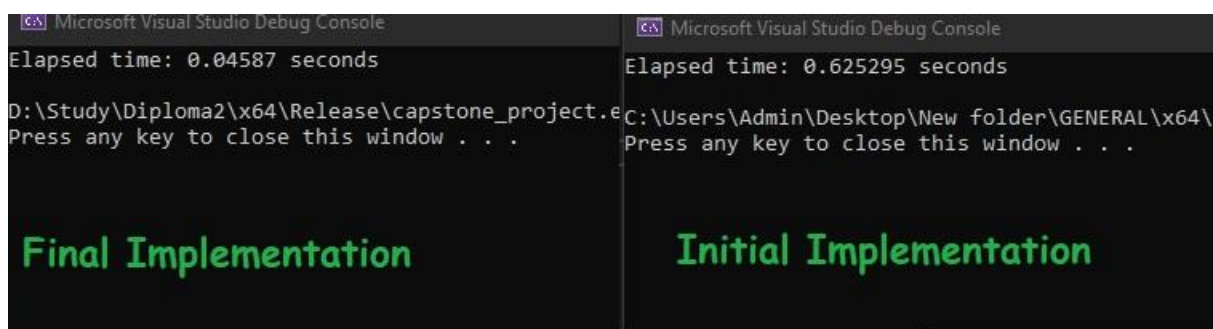 Microsoft Visual Studio Debug Console
Elapsed time: 0.04587 seconds
D:\Study\Diploma2\x64\Release\capstone_project.e
Press any key to close this window . . .
Final Implementation
Microsoft Visual Studio Debug Console
Elapsed time: 0.625295 seconds
C:\Users\Admin\Desktop\New folder\GENERAL\x64\
Press any key to close this window . . .
Initial Implementation